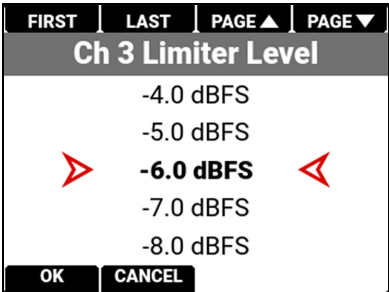 FIRST LAST PAGE▲ PAGE▼
Ch 3 Limiter Level
-4.0 dBFS
-5.0 dBFS
-6.0 dBFS
-7.0 dBFS
-8.0 dBFS
OK CANCEL